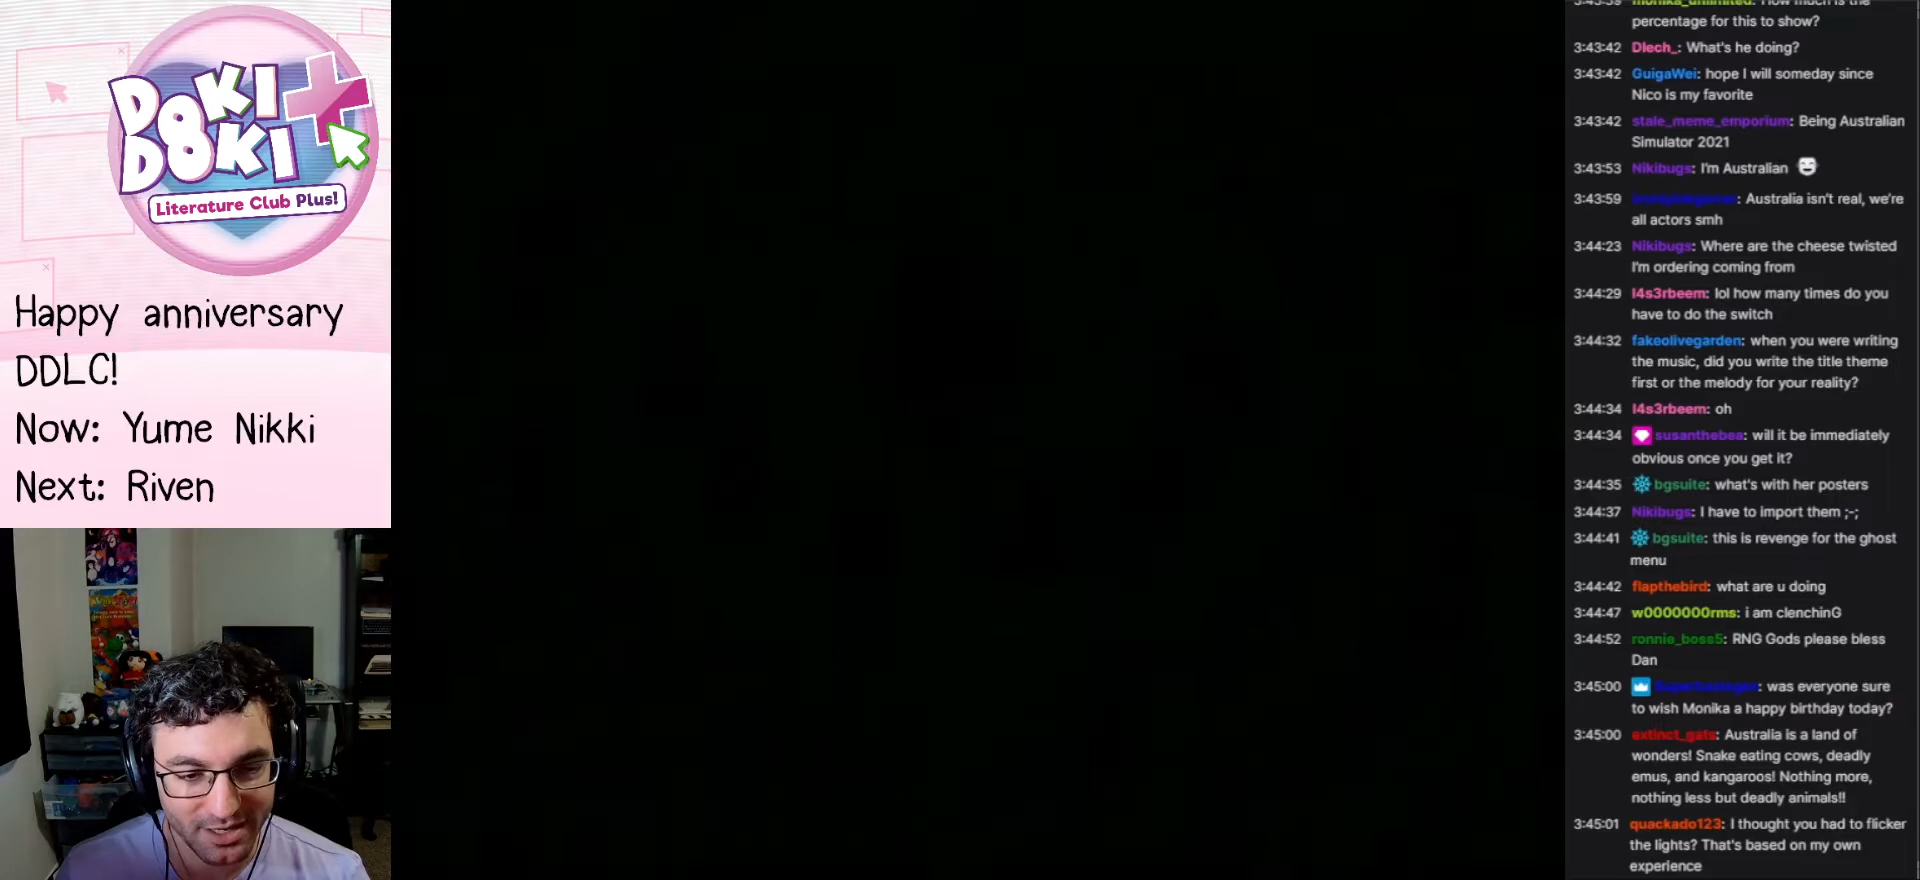 DOKI
DOKI
Literature Club Plus!
Happy anniversary
DDLC!
Now: Yume Nikki
Next: Riven
percentage for this to show?
3:43:42 Dlech_: What's he doing?
3:43:42 GuigaWei: hope I will someday since
Nico is my favorite
3:43:42 stale_meme_emporium: Being Australian
Simulator 2021
3:43:53 Nikibugs: I'm Australian
3:43:59 : Australia isn't real, we're
all actors smh
3:44:23 Nikibugs: Where are the cheese twisted
I'm ordering coming from
3:44:29 l4s3rbeem: lol how many times do you
have to do the switch
3:44:32 fakeolivegarden: when you were writing
the music, did you write the title theme
first or the melody for your reality?
3:44:34 l4s3rbeem: oh
3:44:34 susanthebea: will it be immediately
obvious once you get it?
3:44:35 bgsuite: what's with her posters
3:44:37 Nikibugs: I have to import them ;-;
3:44:41 bgsuite: this is revenge for the ghost
menu
3:44:42 flapthebird: what are u doing
3:44:47 w0000000rms: i am clenchinG
3:44:52 ronnie_boss5: RNG Gods please bless
Dan
3:45:00 : was everyone sure
to wish Monika a happy birthday today?
3:45:00 extinct_gats: Australia is a land of
wonders! Snake eating cows, deadly
emus, and kangaroos! Nothing more,
nothing less but deadly animals!!
3:45:01 quackado123: I thought you had to flicker
the lights? That's based on my own
experience